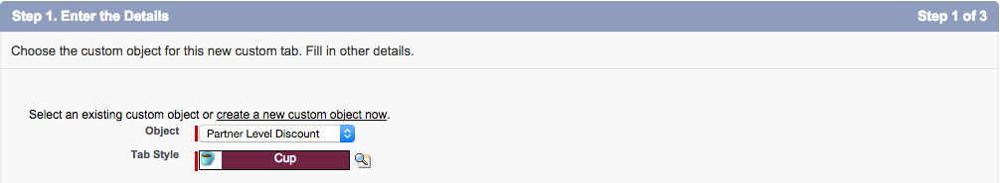 Step 1. Enter the Details
Step 1 of 3
Choose the custom object for this new custom tab. Fill in other details.
Select an existing custom object or create a new custom object now.
Object
Partner Level Discount
Tab Style
Cup